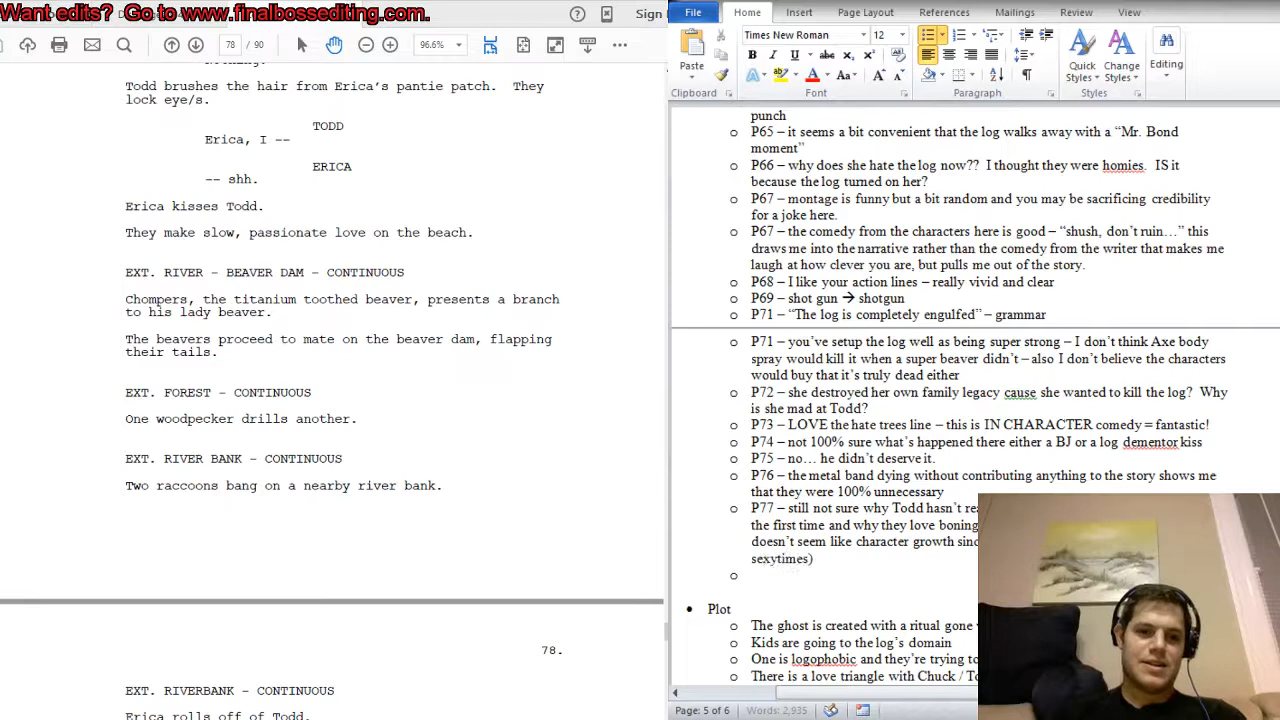 Want edits?  Go to www.finalbossediting.com.
Sign
78
96.6%
Todd brushes the hair from Erica's pantie patch.  They
lock eye/s.
TODD
Erica, I --
ERICA
-- shh.
Erica kisses Todd.
They make slow, passionate love on the beach.
EXT. RIVER – BEAVER DAM – CONTINUOUS
Chompers, the titanium toothed beaver, presents a branch
to his lady beaver.
The beavers proceed to mate on the beaver dam, flapping
their tails.
EXT. FOREST – CONTINUOUS
One woodpecker drills another.
EXT. RIVER BANK – CONTINUOUS
Two raccoons bang on a nearby river bank.
78.
EXT. RIVERBANK – CONTINUOUS
Erica rolls off of Todd.
File Home Insert Page Layout References Mailings Review View
Times New Roman 12
Paste
Quick Styles
Change Styles
Editing
Clipboard Font Paragraph Styles
punch
P65 – it seems a bit convenient that the log walks away with a “Mr. Bond
moment”
P66 – why does she hate the log now??  I thought they were homies.  IS it
because the log turned on her?
P67 – montage is funny but a bit random and you may be sacrificing credibility
for a joke here.
P67 – the comedy from the characters here is good – “shush, don’t ruin…” this
draws me into the narrative rather than the comedy from the writer that makes me
laugh at how clever you are, but pulls me out of the story.
P68 – I like your action lines – really vivid and clear
P69 – shot gun → shotgun
P71 – “The log is completely engulfed” – grammar
P71 – you’ve setup the log well as being super strong – I don’t think Axe body
spray would kill it when a super beaver didn’t – also I don’t believe the characters
would buy that it’s truly dead either
P72 – she destroyed her own family legacy cause she wanted to kill the log?  Why
is she mad at Todd?
P73 – LOVE the hate trees line – this is IN CHARACTER comedy = fantastic!
P74 – not 100% sure what’s happened there either a BJ or a log dementor kiss
P75 – no… he didn’t deserve it.
P76 – the metal band dying without contributing anything to the story shows me
that they were 100% unnecessary
P77 – still not sure why Todd hasn’t
the first time and why they love boning
doesn’t seem like character growth
sexytimes)
Plot
The ghost is created with a ritual gone
Kids are going to the log’s domain
One is logophobic and they’re trying to
There is a love triangle with Chuck /
Page: 5 of 6 Words: 2,935